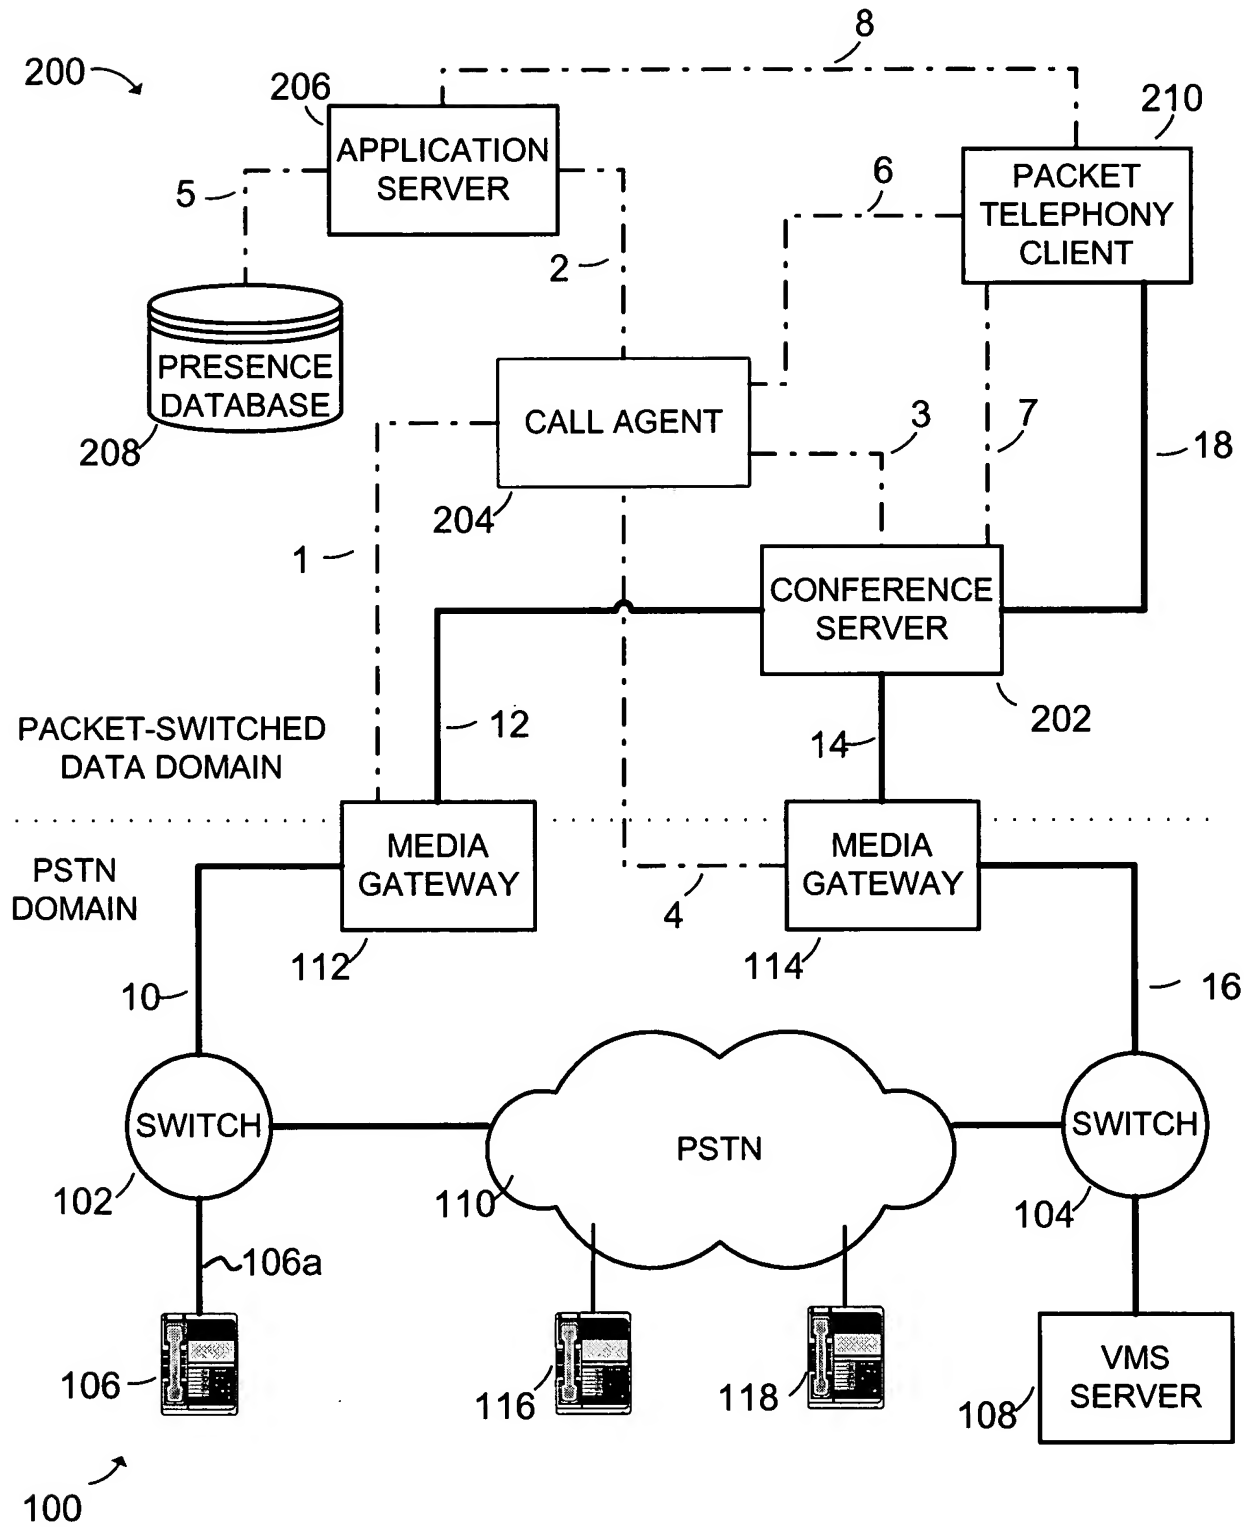 8
200
206
210
APPLICATION
SERVER
PACKET
TELEPHONY
CLIENT
5
6
2
PRESENCE
DATABASE
208
CALL AGENT
3
7
18
204
1
CONFERENCE
SERVER
202
12
14
PACKET-SWITCHED
DATA DOMAIN
PSTN
DOMAIN
MEDIA
GATEWAY
MEDIA
GATEWAY
4
112
114
10
16
SWITCH
PSTN
SWITCH
102
110
104
106a
106
116
118
VMS
SERVER
108
100